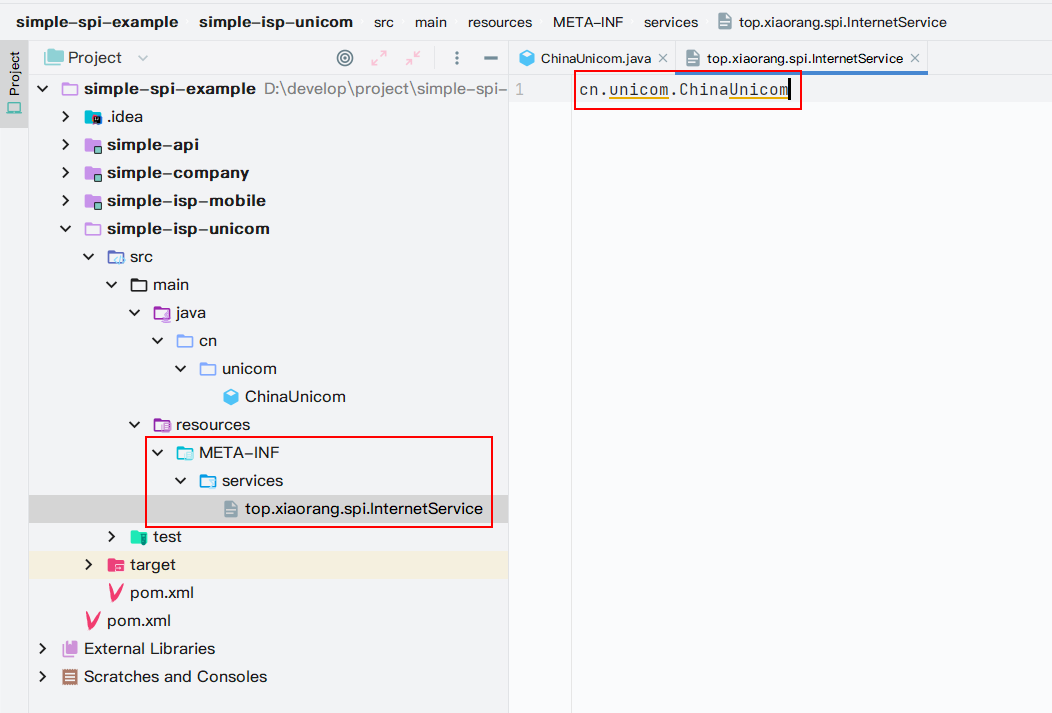 simple-spi-example simple-isp-unicom src main resources META-INF services top.xiaorang.spi.InternetService
Project
Project
ChinaUnicom.java
top.xiaorang.spi.InternetService
simple-spi-example D:\develop\project\simple-spi-
.idea
simple-api
simple-company
simple-isp-mobile
simple-isp-unicom
src
main
java
cn
unicom
ChinaUnicom
resources
META-INF
services
top.xiaorang.spi.InternetService
test
target
pom.xml
pom.xml
External Libraries
Scratches and Consoles
1 cn.unicom.ChinaUnicom